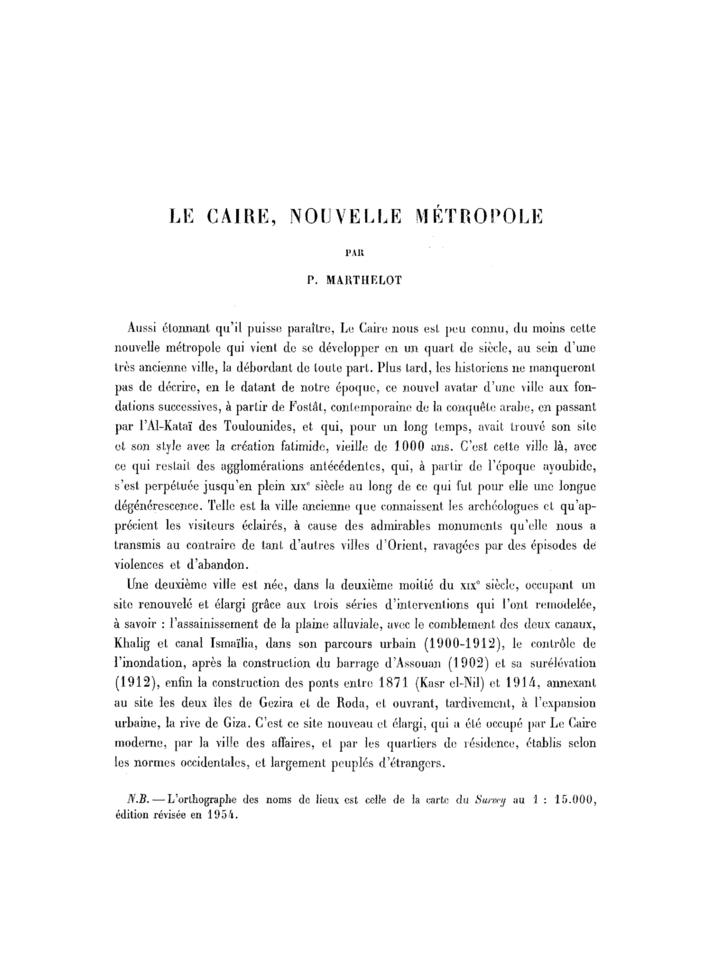 LE CAIRE, NOUVELLE MÉTROPOLE
PAR
P. MARTHELOT
Aussi étonnant qu'il puisse paraître, Le Caire nous est peu connu, du moins cette
nouvelle métropole qui vient de se développer en un quart de siècle, au sein d'une
très ancienne ville, la débordant de toute part. Plus tard, les historiens ne manqueront
pas de décrire, en le datant de notre époque, ce nouvel avatar d'une ville aux fon-
dations successives, à partir de Fostât, contemporaine de la conquête arabe, en passant
par l'Al-Kataï des Toulounides, et qui, pour un long temps, avait trouvé son site
et son style avec la création fatimide, vieille de 1000 ans. C'est cette ville là, avec
ce qui restait des agglomérations antécédentes, qui, à partir de l'époque ayoubide,
s'est perpétuée jusqu'en plein XIXe siècle au long de ce qui fut pour elle une longue
dégénérescence. Telle est la ville ancienne que connaissent les archéologues et qu'ap-
précient les visiteurs éclairés, à cause des admirables monuments qu'elle nous a
transmis au contraire de tant d'autres villes d'Orient, ravagées par des épisodes de
violences et d'abandon.
Une deuxième ville est née, dans la deuxième moitié du XIXe siècle, occupant un
site renouvelé et élargi grâce aux trois séries d'interventions qui l'ont remodelée,
à savoir : l'assainissement de la plaine alluviale, avec le comblement des deux canaux,
Khalig et canal Ismaïlia, dans son parcours urbain (1900-1912), le contrôle de
l'inondation, après la construction du barrage d'Assouan (1902) et sa surélévation
(1912), enfin la construction des ponts entre 1871 (Kasr el-Nil) et 1914, annexant
au site les deux îles de Gezira et de Roda, et ouvrant, tardivement, à l'expansion
urbaine, la rive de Giza. C'est ce site nouveau et élargi, qui a été occupé par Le Caire
moderne, par la ville des affaires, et par les quartiers de résidence, établis selon
les normes occidentales, et largement peuplés d'étrangers.
N.B. — L'orthographe des noms de lieux est celle de la carte du Survey au 1 : 15.000,
édition révisée en 1954.